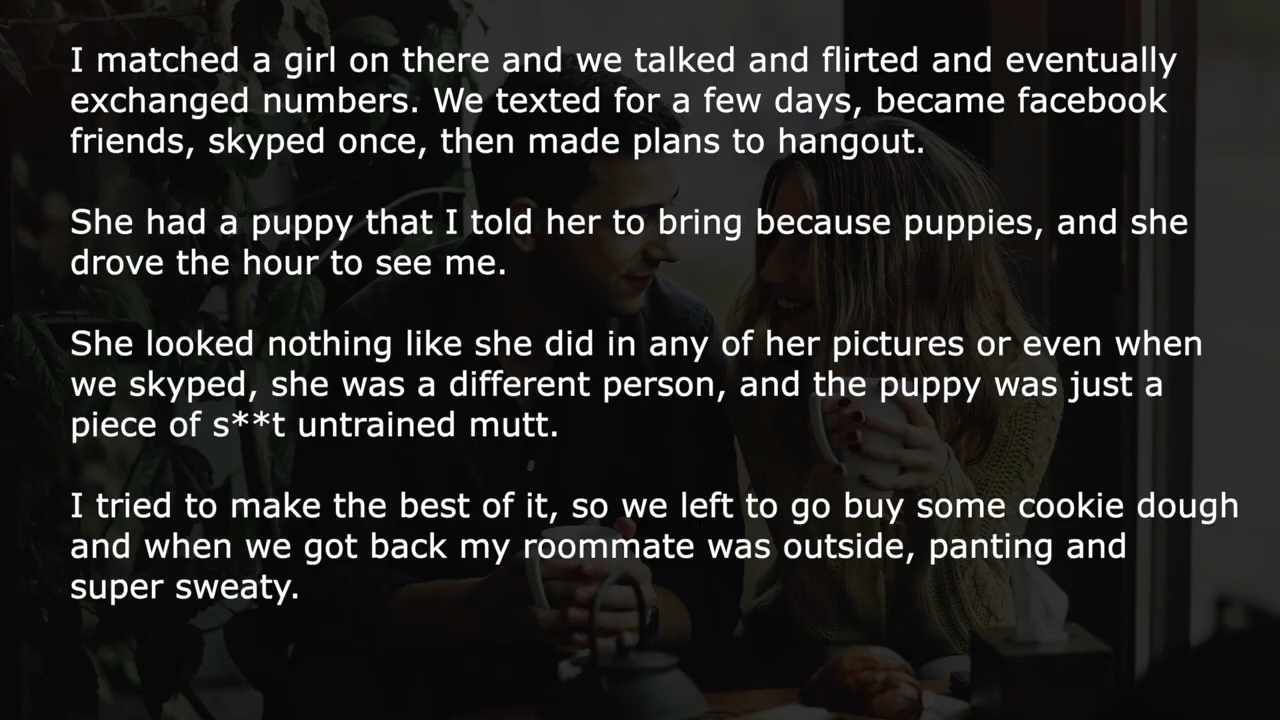 I matched a girl on there and we talked and flirted and eventually
exchanged numbers. We texted for a few days, became facebook
friends, skyped once, then made plans to hangout.
She had a puppy that I told her to bring because puppies, and she
drove the hour to see me.
She looked nothing like she did in any of her pictures or even when
we skyped, she was a different person, and the puppy was just a
piece of s**t untrained mutt.
I tried to make the best of it, so we left to go buy some cookie dough
and when we got back my roommate was outside, panting and
super sweaty.